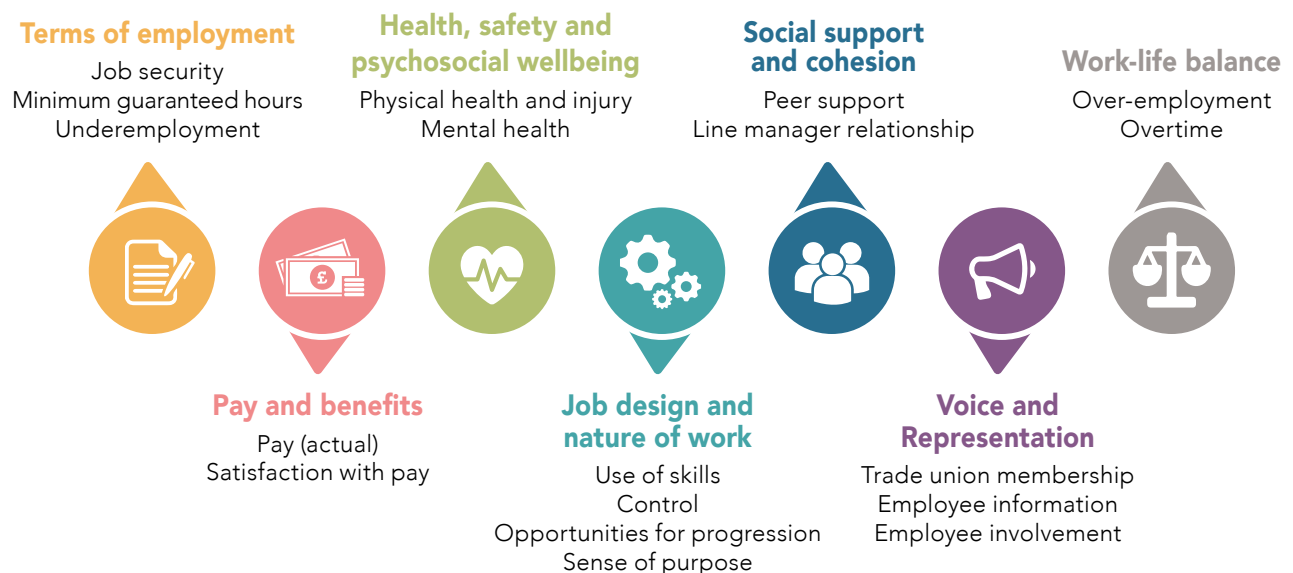 Terms of employment
Job security
Minimum guaranteed hours
Underemployment
£
Pay and benefits
Pay (actual)
Satisfaction with pay
Health, safety and
psychosocial wellbeing
Physical health and injury
Mental health
Job design and
nature of work
Use of skills
Control
Opportunities for progression
Sense of purpose
Social support
and cohesion
Peer support
Line manager relationship
Voice and
Representation
Trade union membership
Employee information
Employee involvement
Work-life balance
Over-employment
Overtime